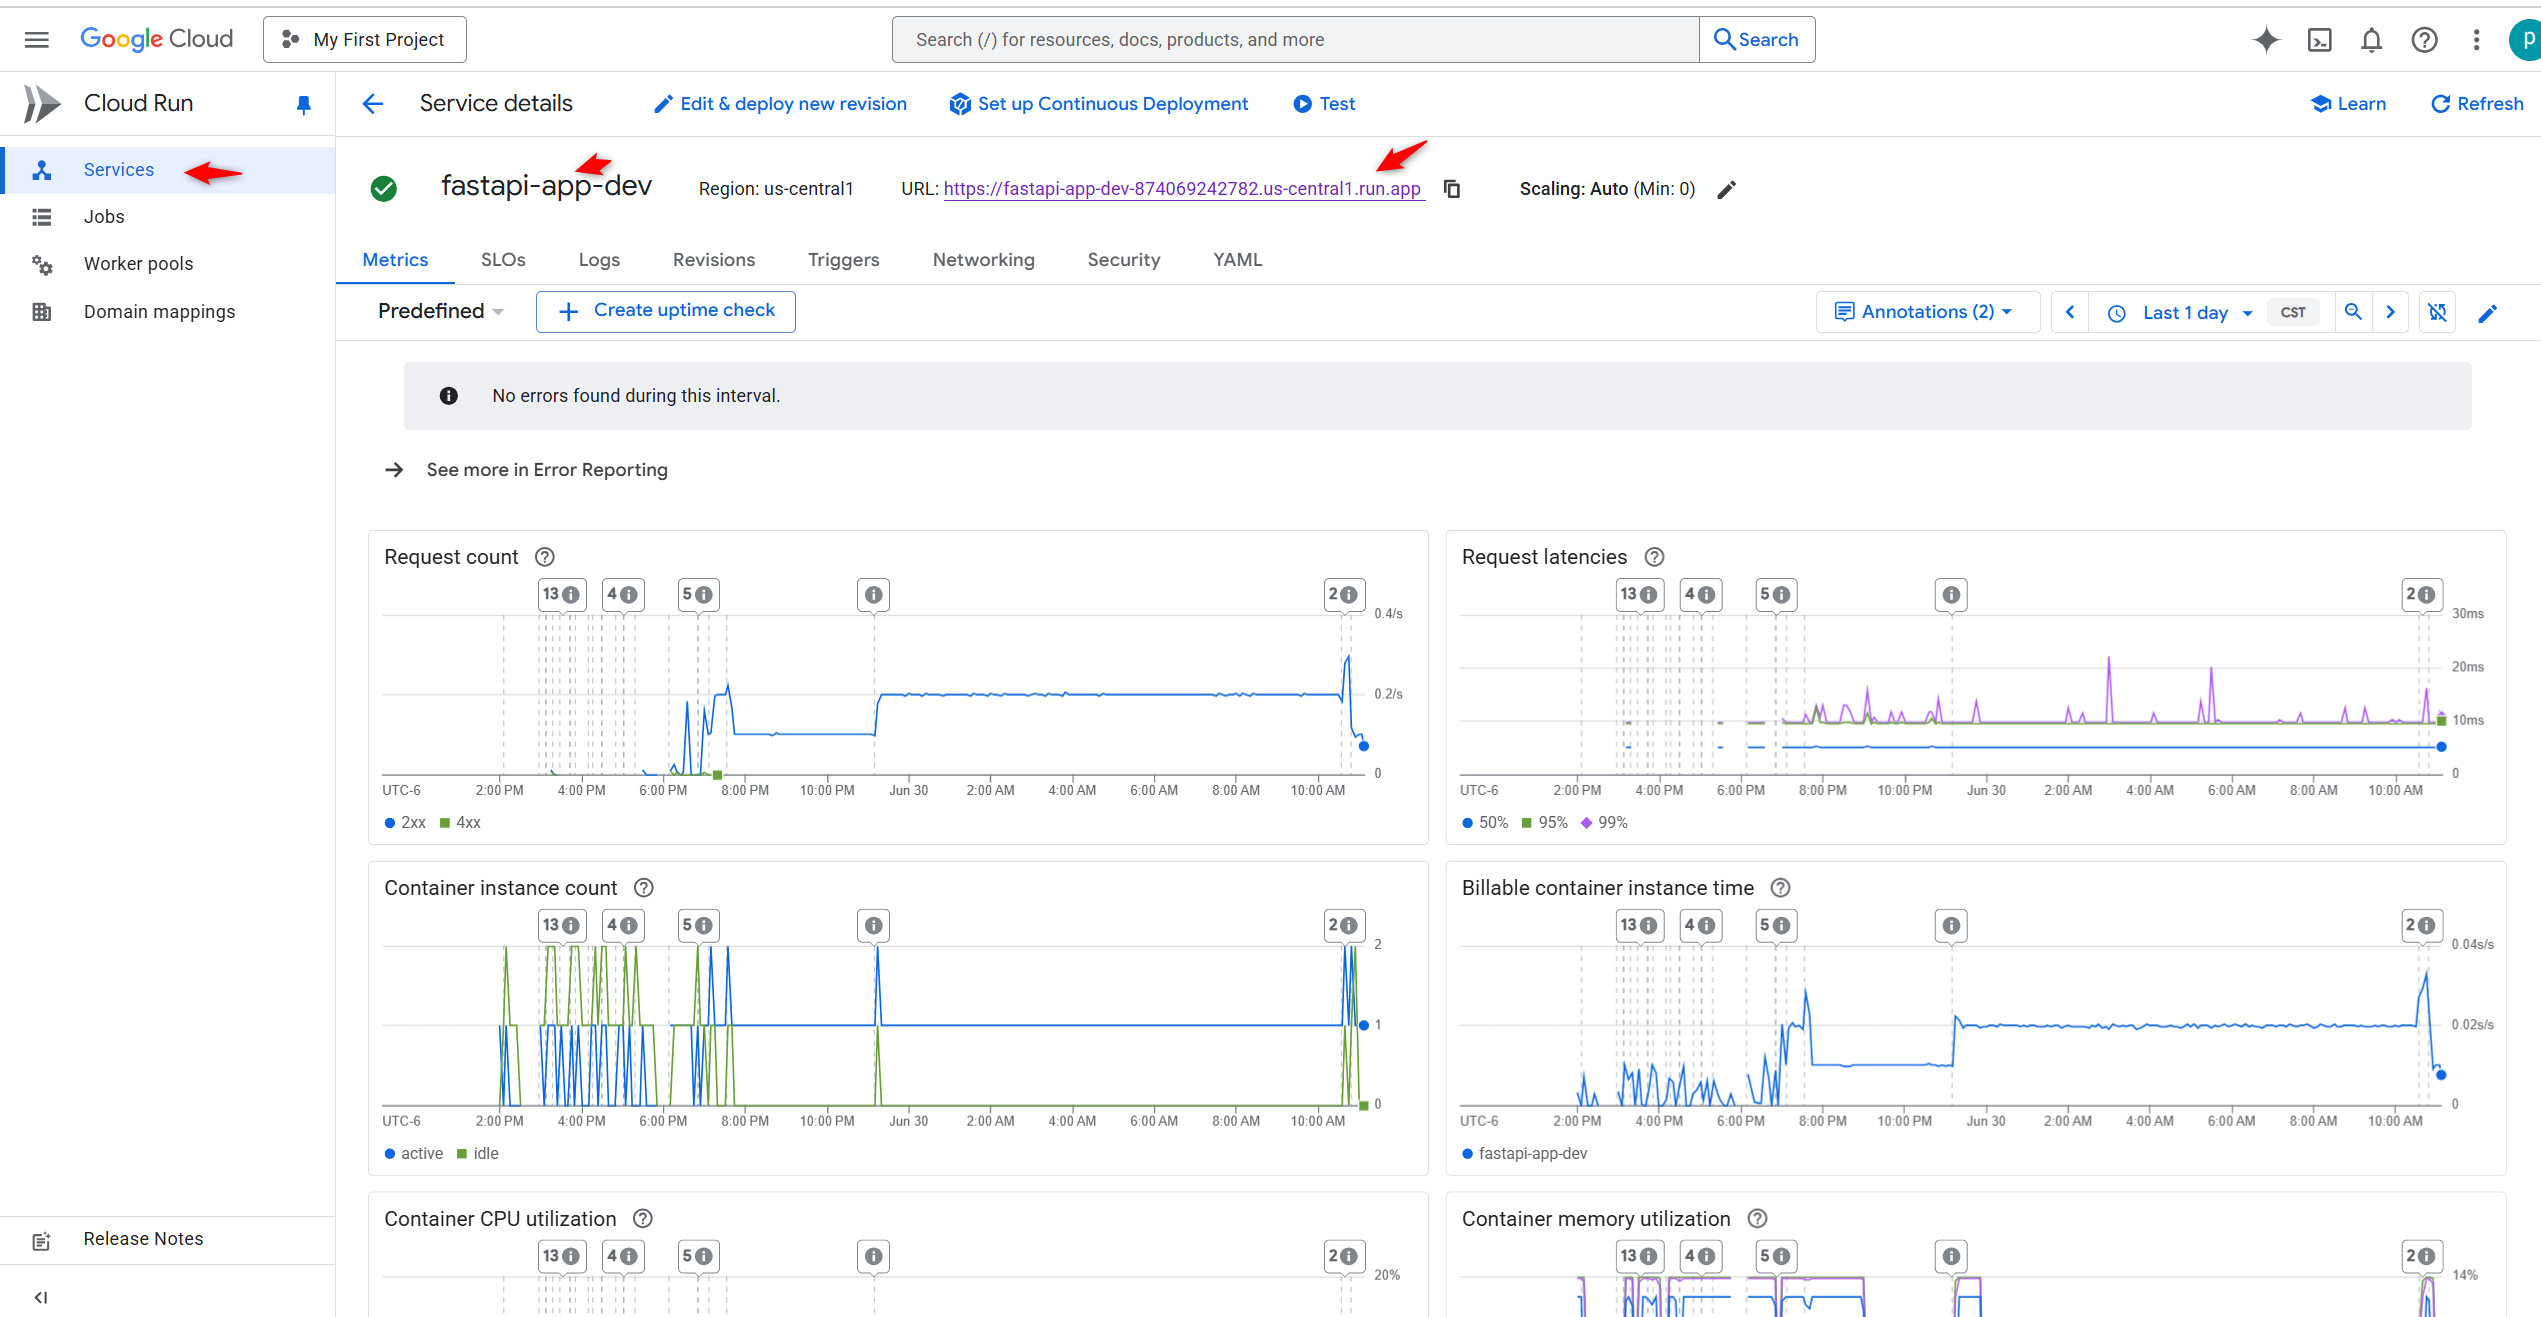 Google Cloud
My First Project
Search (/) for resources, docs, products, and more
Search
p
Cloud Run
Service details
Edit & deploy new revision
Set up Continuous Deployment
Test
Learn
Refresh
Services
Jobs
Worker pools
Domain mappings
fastapi-app-dev
Region: us-central1
URL: https://fastapi-app-dev-874069242782.us-central1.run.app
Scaling: Auto (Min: 0)
Metrics
SLOs
Logs
Revisions
Triggers
Networking
Security
YAML
Predefined
Create uptime check
Annotations (2)
Last 1 day
CST
No errors found during this interval.
See more in Error Reporting
Request count
13
4
5
2
0.4/s
0.2/s
0
UTC-6 2:00 PM 4:00 PM 6:00 PM 8:00 PM 10:00 PM Jun 30 2:00 AM 4:00 AM 6:00 AM 8:00 AM 10:00 AM
2xx 4xx
Request latencies
13
4
5
2
30ms
20ms
10ms
0
UTC-6 2:00 PM 4:00 PM 6:00 PM 8:00 PM 10:00 PM Jun 30 2:00 AM 4:00 AM 6:00 AM 8:00 AM 10:00 AM
50% 95% 99%
Container instance count
13
4
5
2
2
1
0
UTC-6 2:00 PM 4:00 PM 6:00 PM 8:00 PM 10:00 PM Jun 30 2:00 AM 4:00 AM 6:00 AM 8:00 AM 10:00 AM
active idle
Billable container instance time
13
4
5
2
0.04s/s
0.02s/s
0
UTC-6 2:00 PM 4:00 PM 6:00 PM 8:00 PM 10:00 PM Jun 30 2:00 AM 4:00 AM 6:00 AM 8:00 AM 10:00 AM
fastapi-app-dev
Container CPU utilization
13
4
5
2
20%
Container memory utilization
13
4
5
2
14%
Release Notes